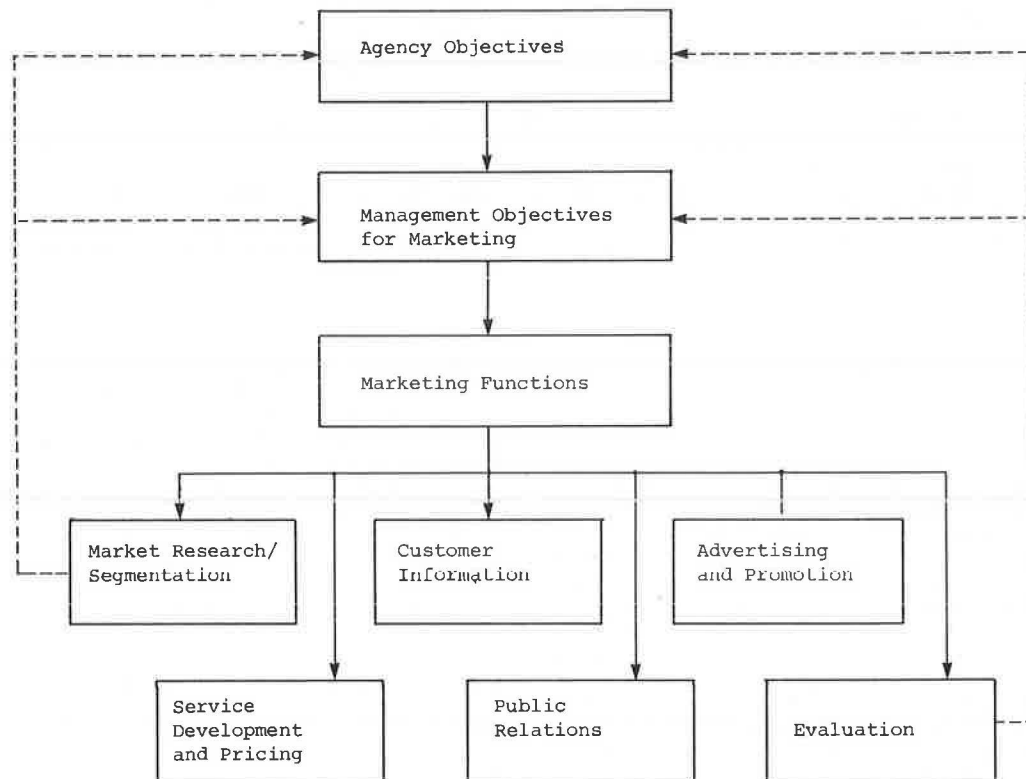 Agency Objectives
Management Objectives
for Marketing
Marketing Functions
Market Research/
Segmentation
Customer
Information
Advertising
and Promotion
Service
Development
and Pricing
Public
Relations
Evaluation